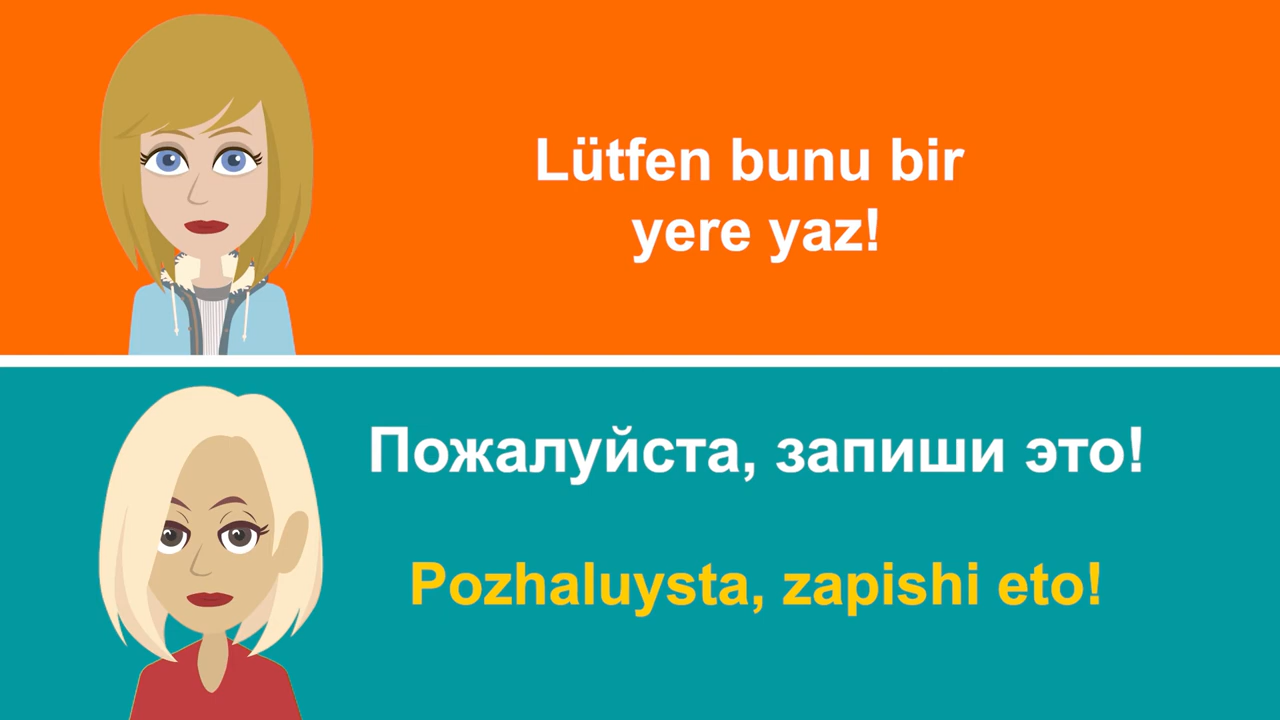 Lütfen bunu bir
yere yaz!
Пожалуйста, запиши это!
Pozhaluysta, zapishi eto!